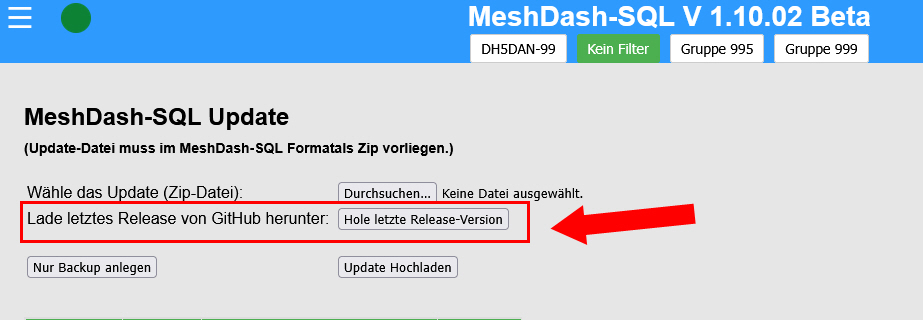 MeshDash-SQL V 1.10.02 Beta
DH5DAN-99 Kein Filter Gruppe 995 Gruppe 999
MeshDash-SQL Update
(Update-Datei muss im MeshDash-SQL Formatals Zip vorliegen.)
Wähle das Update (Zip-Datei): Durchsuchen... Keine Datei ausgewählt.
Lade letztes Release von GitHub herunter: Hole letzte Release-Version
Nur Backup anlegen Update Hochladen